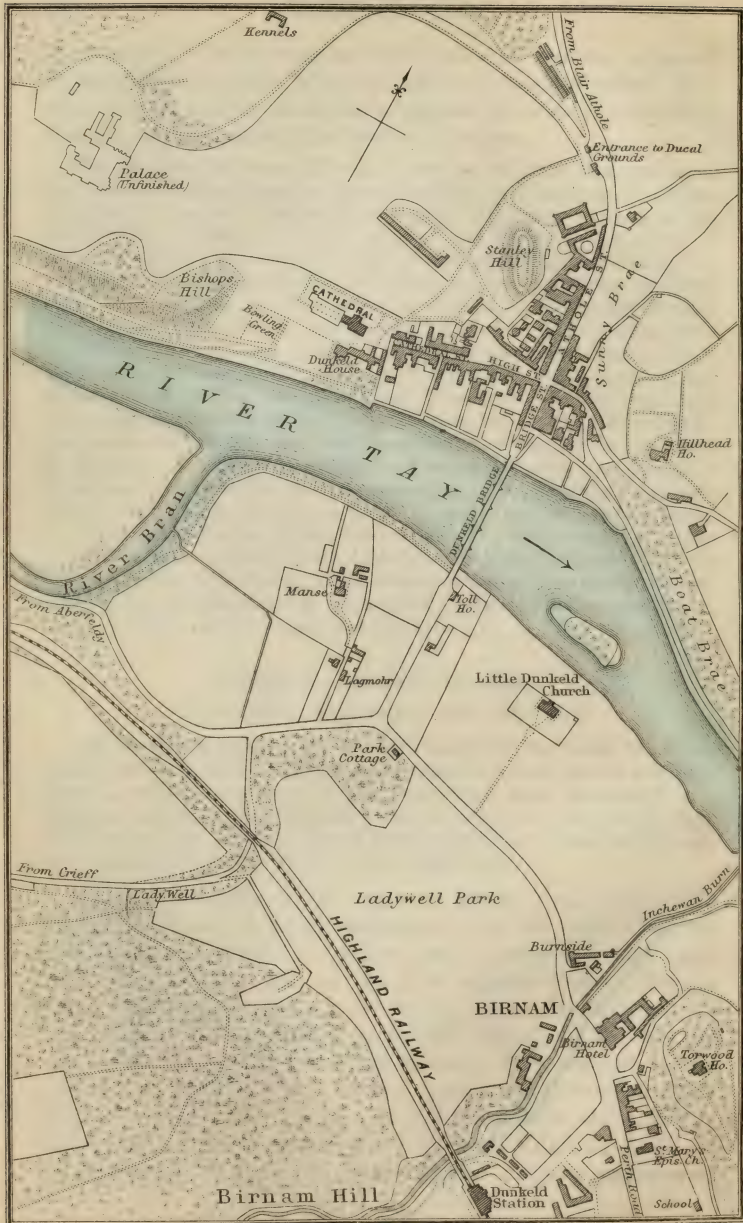 Kennels
From Blair Athole
Entrance to Ducal
Grounds
Palace
(Unfinished)
Stanley
Hill
Bishops
Hill
CATHEDRAL
ATHOLE ST
Sunney Brae
Bowling
Green
Dunkeld
House
HIGH ST
BRIDGE ST
Hillhead
Ho.
RIVER TAY
DUNKELD BRIDGE
River Bran
From Aberfeldy
Manse
Toll
Ho.
Boat Brae
Lagmohr
Little Dunkeld
Church
Park
Cottage
From Crieff
Lady Well
Ladywell Park
HIGHLAND RAILWAY
Inchewan Burn
Burnside
BIRNAM
Birnam
Hotel
Torwood
Ho.
St Mary's
Epis. Ch.
Perth Road
Birnam Hill
Dunkeld
Station
School